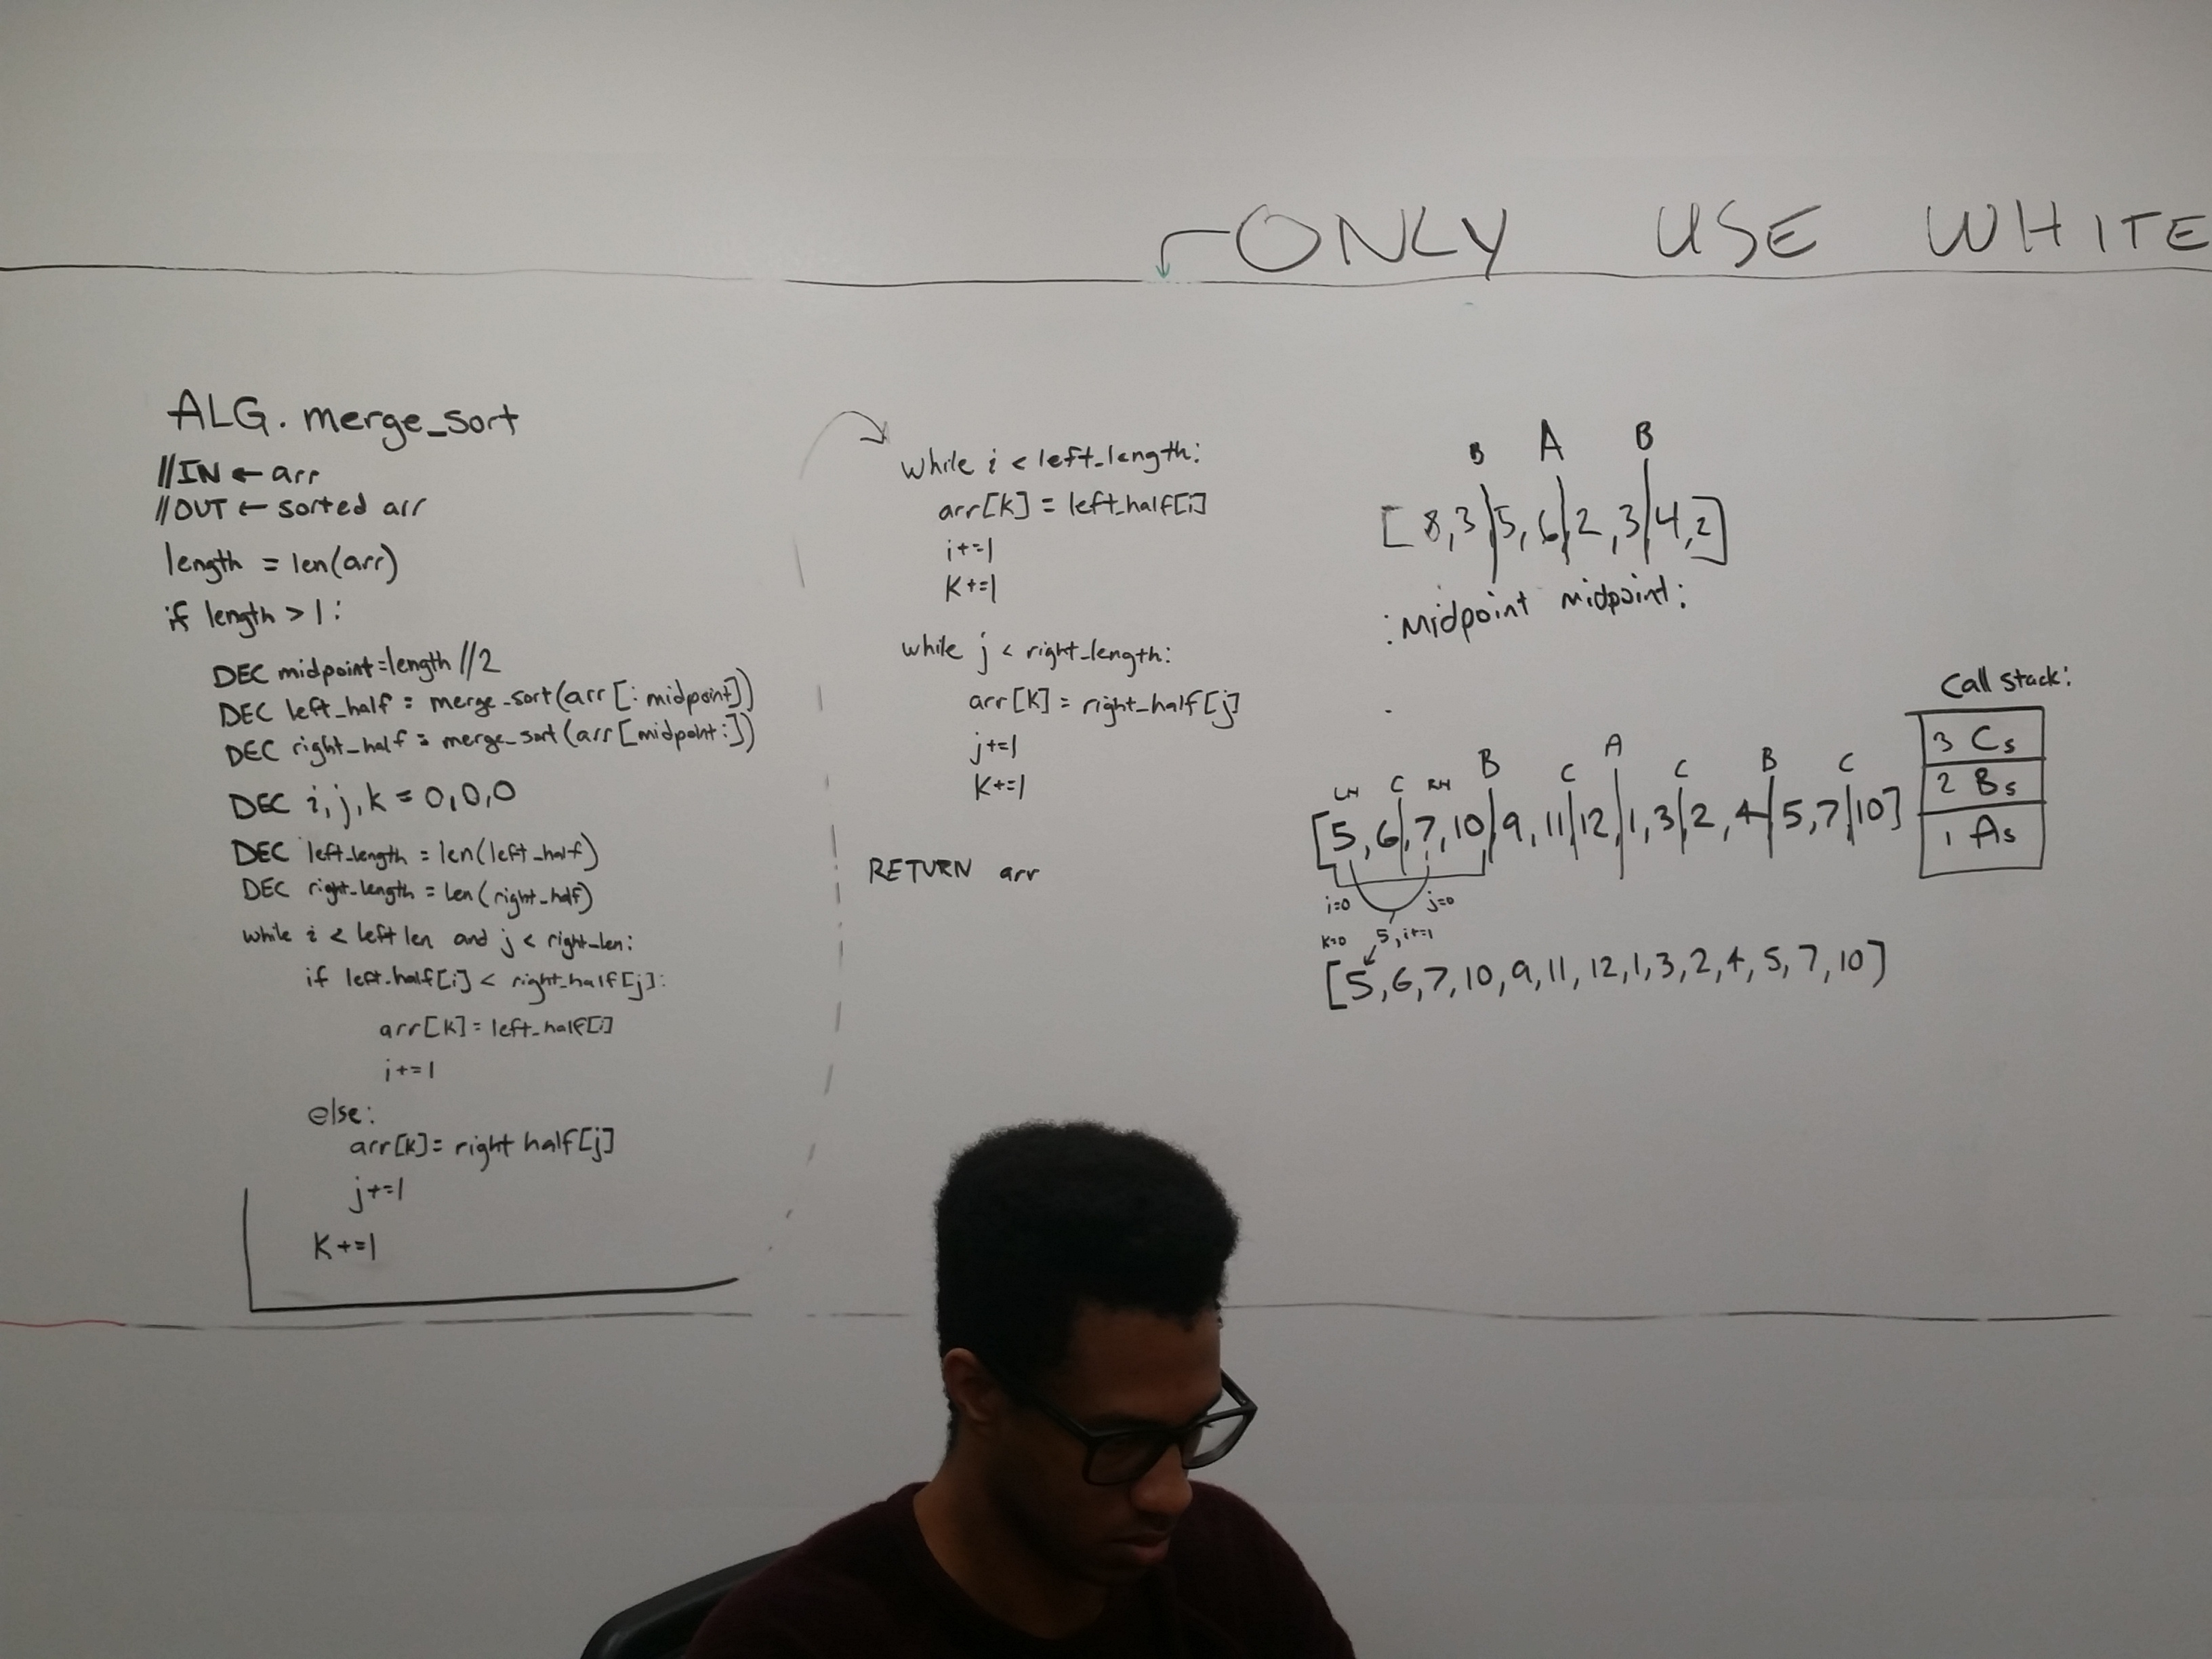 ONLY USE WHITE
ALG. merge_sort
//IN ← arr
//OUT ← sorted arr
length = len(arr)
if length > 1:
DEC midpoint=length//2
DEC left_half = merge_sort(arr[:midpoint])
DEC right_half = merge_sort(arr[midpoint:])
DEC i,j,k = 0,0,0
DEC left_length = len(left_half)
DEC right_length = len(right_half)
while i < left len and j < right_len:
if left_half[i] < right_half[j]:
arr[k] = left_half[i]
i+=1
else:
arr[k] = right half[j]
j+=1
K+=1
while i < left_length:
arr[k] = left_half[i]
i+=1
K+=1
while j < right_length:
arr[k] = right_half[j]
j+=1
K+=1
RETURN arr
B A B
[8,3|5,6|2,3|4,2]
:Midpoint midpoint:
Call stack:
3 Cs
2 Bs
1 As
LH C RH B C A C B C
[5,6|,7,10|,9,11|,12,|1,3|,2,4|,5,7|,10]
i=0 j=0
k=0 5,i+=1
[5,6,7,10,9,11,12,1,3,2,4,5,7,10]